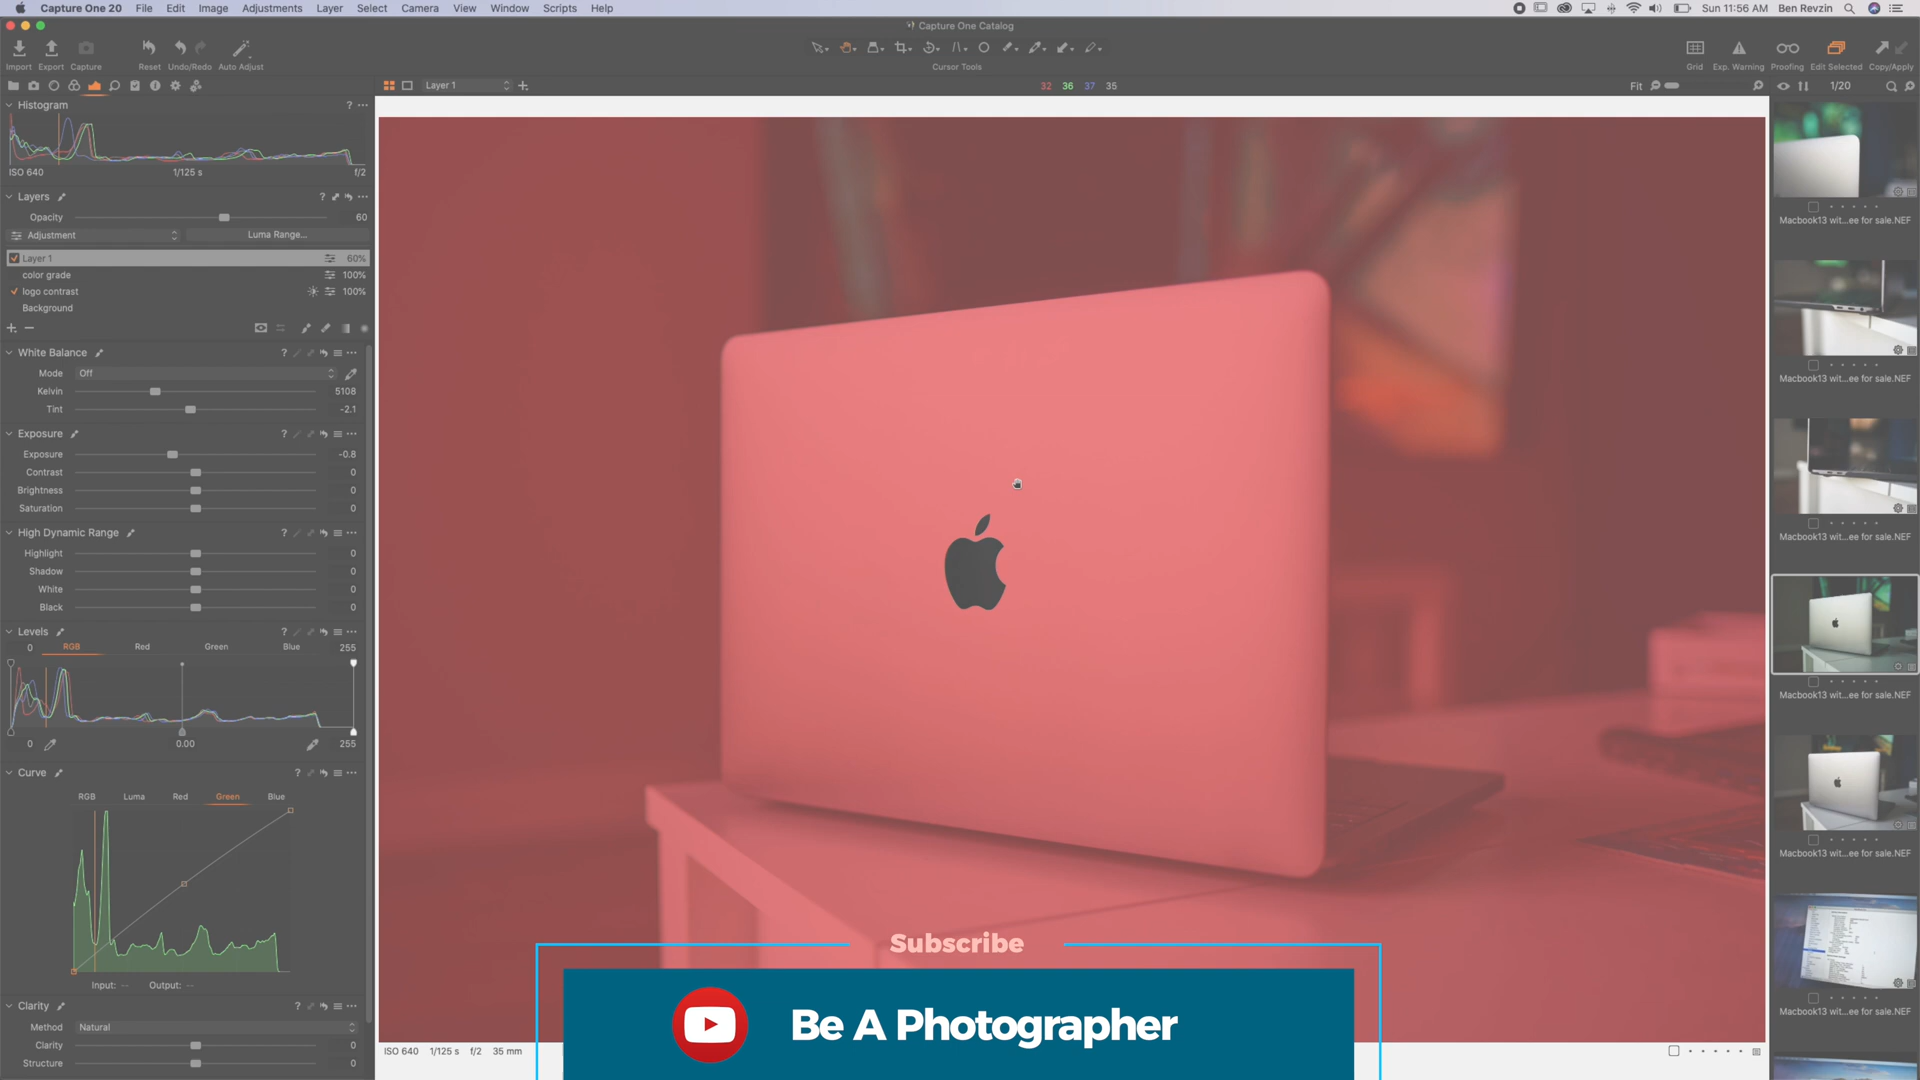 Capture One 20 File Edit Image Adjustments Layer Select Camera View Window Scripts Help Sun 11:56 AM Ben Revzin
Capture One Catalog
Import Export Capture Reset Undo/Redo Auto Adjust Cursor Tools Grid Exp. Warning Proofing Edit Selected Copy/Apply
Layer 1 32 36 37 35 Fit 1/20
Histogram ?
ISO 640 1/125 s f/2
Layers ?
Opacity 60
Adjustment Luma Range...
Layer 1 60%
color grade 100%
logo contrast 100%
Background
White Balance ?
Mode Off
Kelvin 5108
Tint -2.1
Exposure ?
Exposure -0.8
Contrast 0
Brightness 0
Saturation 0
High Dynamic Range ?
Highlight 0
Shadow 0
White 0
Black 0
Levels ?
0 RGB Red Green Blue 255
0 0.00 255
Curve ?
RGB Luma Red Green Blue
Input: -- Output: --
Clarity ?
Method Natural
Clarity 0
Structure 0
ISO 640 1/125 s f/2 35 mm
Subscribe
Be A Photographer
Macbook13 wit...ee for sale.NEF
Macbook13 wit...ee for sale.NEF
Macbook13 wit...ee for sale.NEF
Macbook13 wit...ee for sale.NEF
Macbook13 wit...ee for sale.NEF
Macbook13 wit...ee for sale.NEF